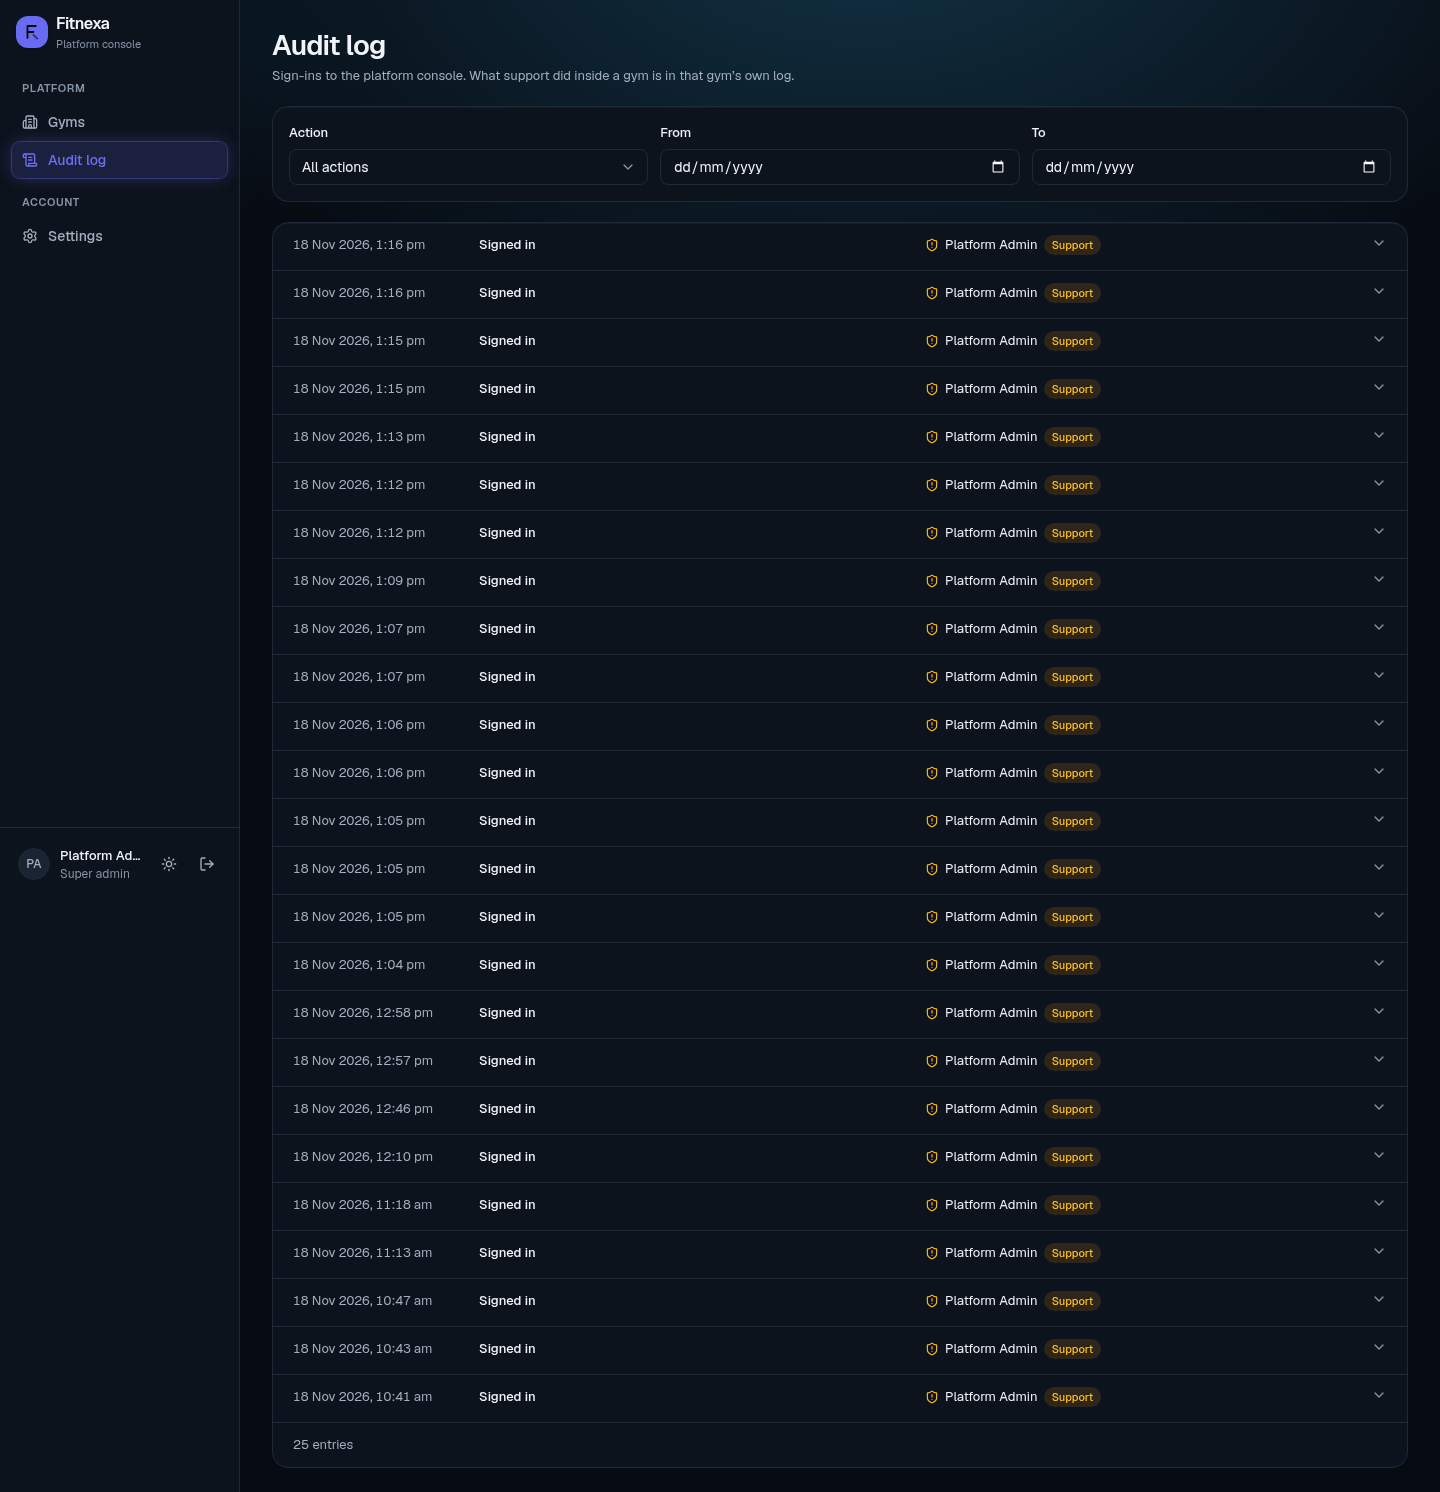 Fitnexa
Platform console
PLATFORM
Gyms
Audit log
ACCOUNT
Settings
PA
Platform Ad...
Super admin
Audit log
Sign-ins to the platform console. What support did inside a gym is in that gym's own log.
Action From To
All actions dd/mm/yyyy dd/mm/yyyy
18 Nov 2026, 1:16 pm Signed in Platform Admin Support
18 Nov 2026, 1:16 pm Signed in Platform Admin Support
18 Nov 2026, 1:15 pm Signed in Platform Admin Support
18 Nov 2026, 1:15 pm Signed in Platform Admin Support
18 Nov 2026, 1:13 pm Signed in Platform Admin Support
18 Nov 2026, 1:12 pm Signed in Platform Admin Support
18 Nov 2026, 1:12 pm Signed in Platform Admin Support
18 Nov 2026, 1:09 pm Signed in Platform Admin Support
18 Nov 2026, 1:07 pm Signed in Platform Admin Support
18 Nov 2026, 1:07 pm Signed in Platform Admin Support
18 Nov 2026, 1:06 pm Signed in Platform Admin Support
18 Nov 2026, 1:06 pm Signed in Platform Admin Support
18 Nov 2026, 1:05 pm Signed in Platform Admin Support
18 Nov 2026, 1:05 pm Signed in Platform Admin Support
18 Nov 2026, 1:05 pm Signed in Platform Admin Support
18 Nov 2026, 1:04 pm Signed in Platform Admin Support
18 Nov 2026, 12:58 pm Signed in Platform Admin Support
18 Nov 2026, 12:57 pm Signed in Platform Admin Support
18 Nov 2026, 12:46 pm Signed in Platform Admin Support
18 Nov 2026, 12:10 pm Signed in Platform Admin Support
18 Nov 2026, 11:18 am Signed in Platform Admin Support
18 Nov 2026, 11:13 am Signed in Platform Admin Support
18 Nov 2026, 10:47 am Signed in Platform Admin Support
18 Nov 2026, 10:43 am Signed in Platform Admin Support
18 Nov 2026, 10:41 am Signed in Platform Admin Support
25 entries